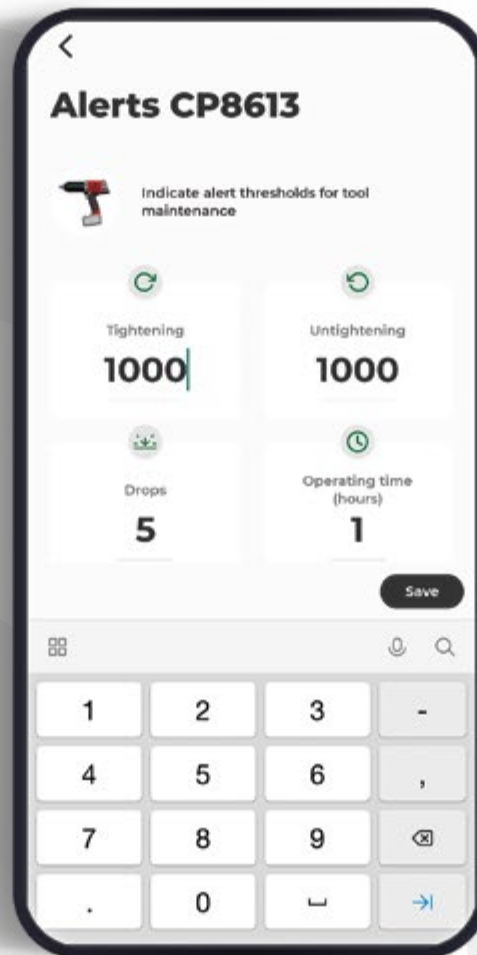 Alerts CP8613
Indicate alert thresholds for tool
maintenance
Tightening
1000
Untightening
1000
Drops
5
Operating time
(hours)
1
Save
1 2 3 -
4 5 6 ,
7 8 9
. 0